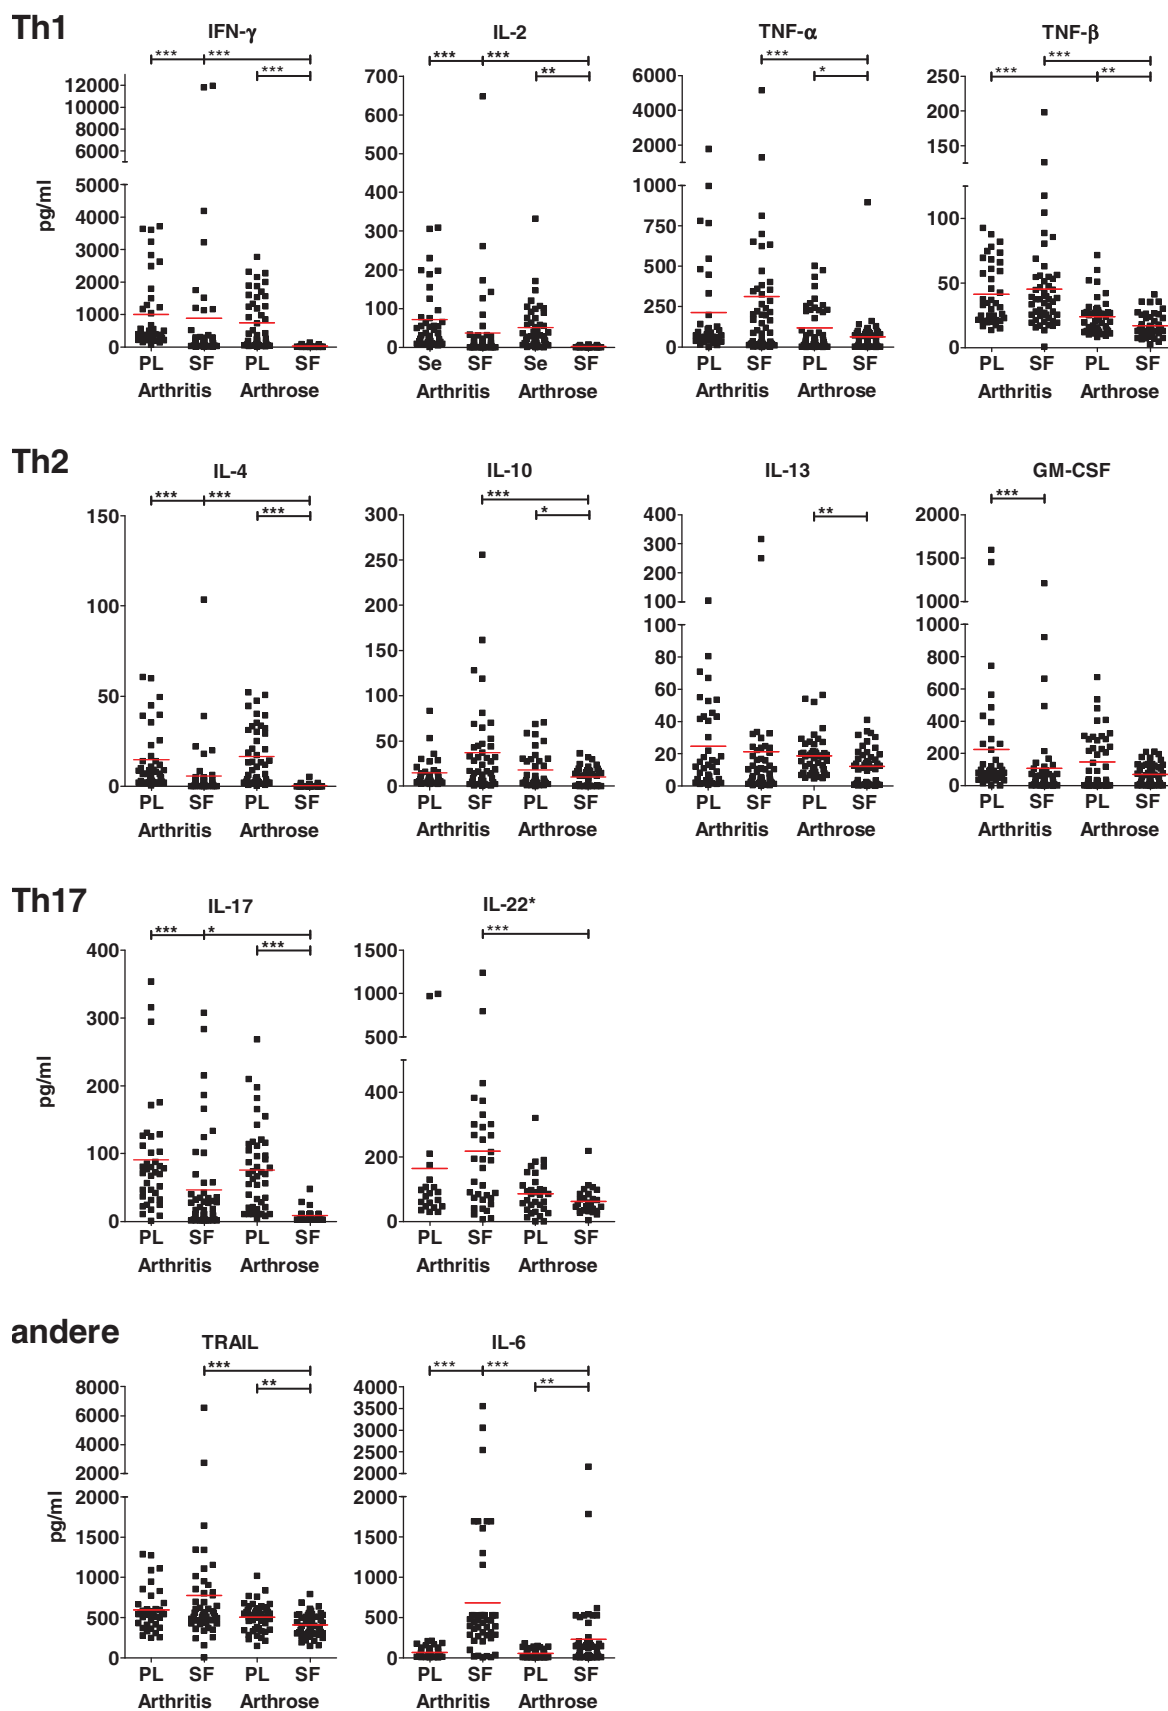 Th1
IFN-γ
IL-2
TNF-α
TNF-β
*** ***
***
*** ***
**
***
*
***
*** **
pg/ml
12000
10000
8000
6000
5000
4000
3000
2000
1000
0
PL SF PL SF
Arthritis Arthrose
700
600
500
400
300
200
100
0
Se SF Se SF
Arthritis Arthrose
6000
4000
2000
1000
750
500
250
0
PL SF PL SF
Arthritis Arthrose
250
200
150
100
50
0
PL SF PL SF
Arthritis Arthrose
Th2
IL-4
IL-10
IL-13
GM-CSF
*** ***
***
***
*
**
***
150
100
50
0
PL SF PL SF
Arthritis Arthrose
300
250
200
150
100
50
0
PL SF PL SF
Arthritis Arthrose
400
300
200
100
100
80
60
40
20
0
PL SF PL SF
Arthritis Arthrose
2000
1500
1000
1000
800
600
400
200
0
PL SF PL SF
Arthritis Arthrose
Th17
IL-17
IL-22*
*** *
***
***
pg/ml
400
300
200
100
0
PL SF PL SF
Arthritis Arthrose
1500
1000
500
400
200
0
PL SF PL SF
Arthritis Arthrose
andere
TRAIL
IL-6
***
**
*** ***
**
pg/ml
8000
6000
4000
2000
2000
1500
1000
500
0
PL SF PL SF
Arthritis Arthrose
4000
3500
3000
2500
2000
2000
1500
1000
500
0
PL SF PL SF
Arthritis Arthrose